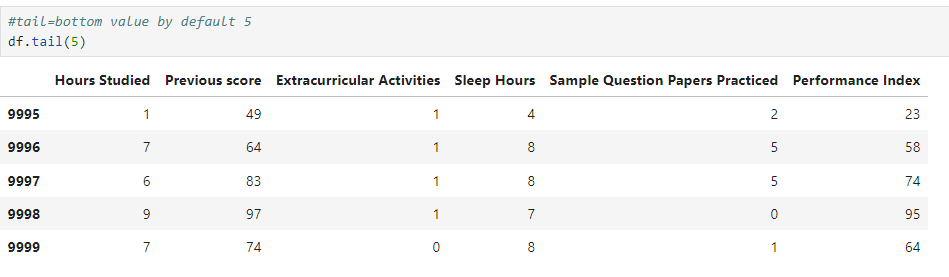 #tail=bottom value by default 5
df.tail(5)
Hours Studied Previous score Extracurricular Activities Sleep Hours Sample Question Papers Practiced Performance Index
9995 1 49 1 4 2 23
9996 7 64 1 8 5 58
9997 6 83 1 8 5 74
9998 9 97 1 7 0 95
9999 7 74 0 8 1 64